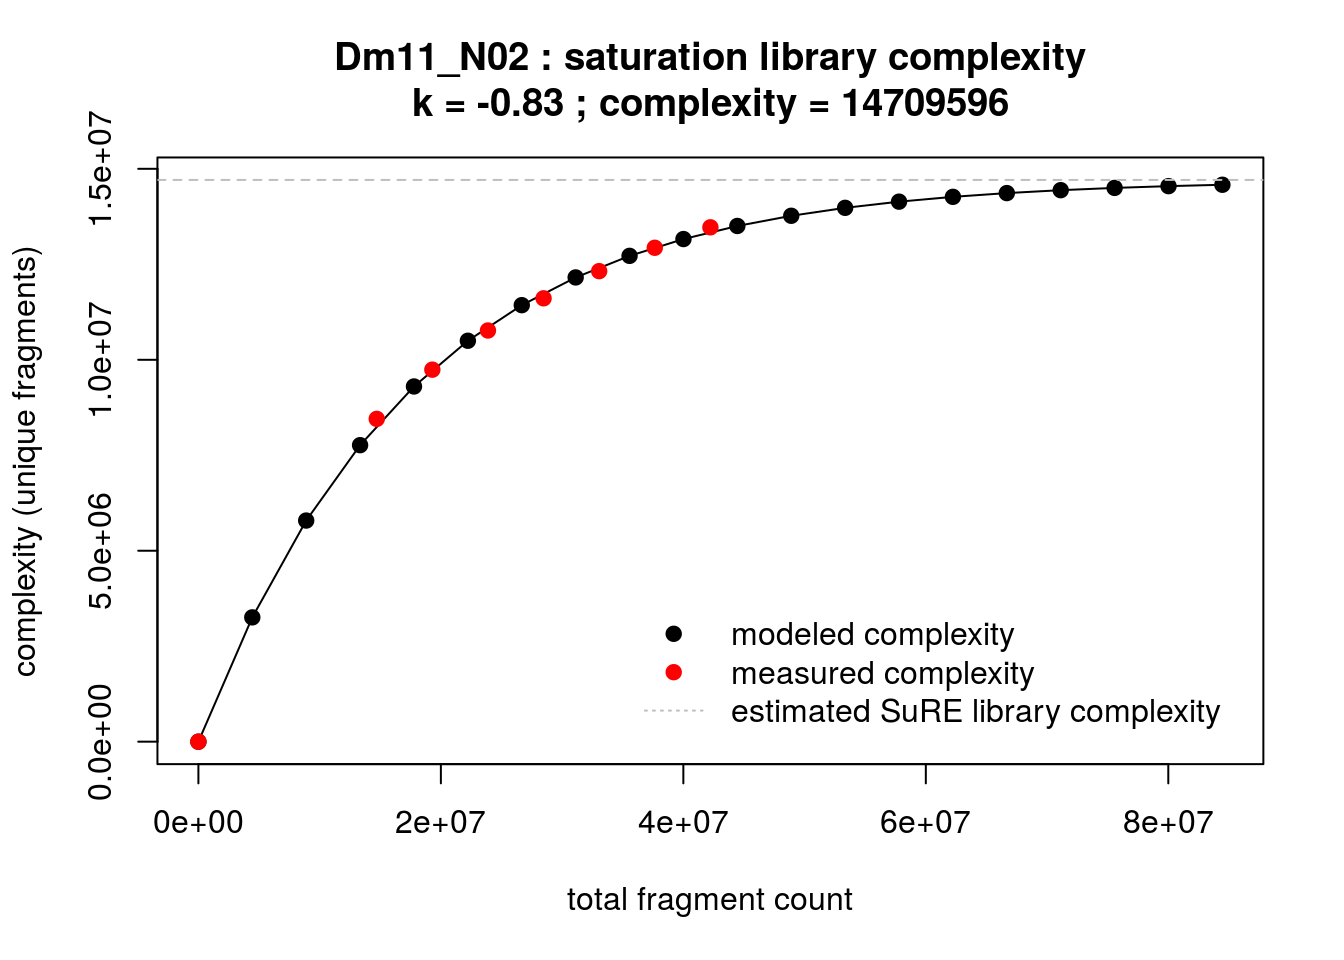 Dm11_N02 : saturation library complexity
k = -0.83 ; complexity = 14709596
complexity (unique fragments)
1.5e+07
1.0e+07
5.0e+06
0.0e+00
modeled complexity
measured complexity
estimated SuRE library complexity
0e+00 2e+07 4e+07 6e+07 8e+07
total fragment count